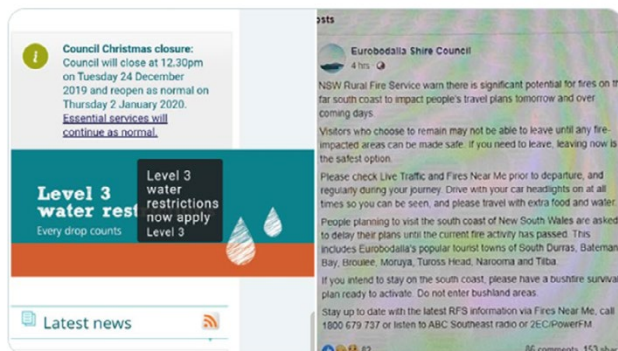 Council Christmas closure:
Council will close at 12.30pm
on Tuesday 24 December
2019 and reopen as normal on
Thursday 2 January 2020.
Essential services will
continue as normal.
Level 3
water rest
Every drop counts
Level 3
water
restrictions
now apply
Level 3
Latest news
osts
Eurobodalla Shire Council
4 hrs
NSW Rural Fire Service warn there is significant potential for fires on th
far south coast to impact people's travel plans tomorrow and over
coming days.
Visitors who choose to remain may not be able to leave until any fire-
impacted areas can be made safe. If you need to leave, leaving now is
the safest option.
Please check Live Traffic and Fires Near Me prior to departure, and
regularly during your journey. Drive with your car headlights on at all
times so you can be seen, and please travel with extra food and water.
People planning to visit the south coast of New South Wales are asked
to delay their plans until the current fire activity has passed. This
includes Eurobodalla's popular tourist towns of South Durras, Bateman
Bay, Broulee, Moruya, Tuross Head, Narooma and Tilba.
If you intend to stay on the south coast, please have a bushfire surviva
plan ready to activate. Do not enter bushland areas.
Stay up to date with the latest RFS information via Fires Near Me, call
1800 679 737 or listen to ABC Southeast radio or 2EC/PowerFM.
82
86 comments 153 shar